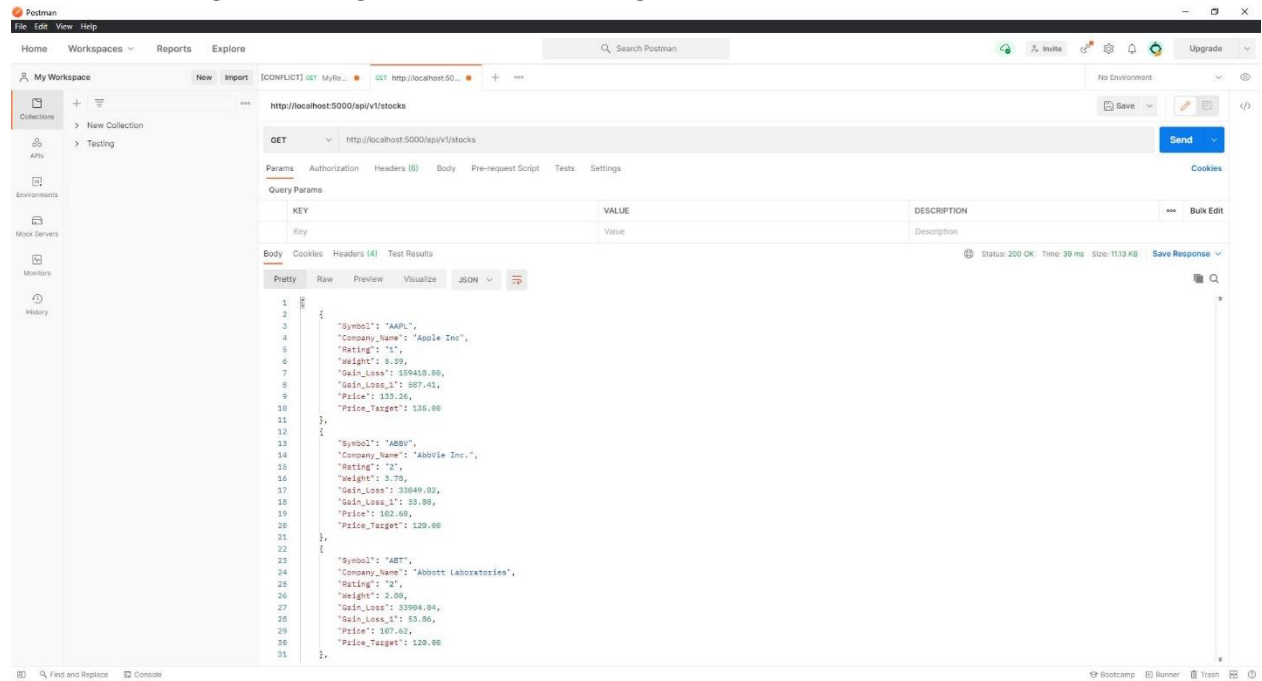 Postman
File Edit View Help
Home Workspaces Reports Explore Search Postman Invite Upgrade
My Workspace New Import [CONFLICT] GET MyRe... GET http://localhost:50... + No Environment
Collections
New Collection
Testing
APIs
Environments
Mock Servers
Monitors
History
http://localhost:5000/api/v1/stocks Save
GET http://localhost:5000/api/v1/stocks Send
Params Authorization Headers (6) Body Pre-request Script Tests Settings Cookies
Query Params
KEY VALUE DESCRIPTION Bulk Edit
Key Value Description
Body Cookies Headers (4) Test Results Status: 200 OK Time: 39 ms Size: 11.13 KB Save Response
Pretty Raw Preview Visualize JSON
1 [
2 {
3 "Symbol": "AAPL",
4 "Company_Name": "Apple Inc",
5 "Rating": "1",
6 "Weight": 5.39,
7 "Gain_Loss": 159418.00,
8 "Gain_Loss_1": 587.41,
9 "Price": 133.26,
10 "Price_Target": 135.00
11 },
12 {
13 "Symbol": "ABBV",
14 "Company_Name": "AbbVie Inc.",
15 "Rating": "2",
16 "Weight": 3.78,
17 "Gain_Loss": 33049.02,
18 "Gain_Loss_1": 33.80,
19 "Price": 102.60,
20 "Price_Target": 120.00
21 },
22 {
23 "Symbol": "ABT",
24 "Company_Name": "Abbott Laboratories",
25 "Rating": "2",
26 "Weight": 2.80,
27 "Gain_Loss": 33904.04,
28 "Gain_Loss_1": 53.06,
29 "Price": 107.62,
30 "Price_Target": 120.00
31 },
Find and Replace Console Bootcamp Runner Trash